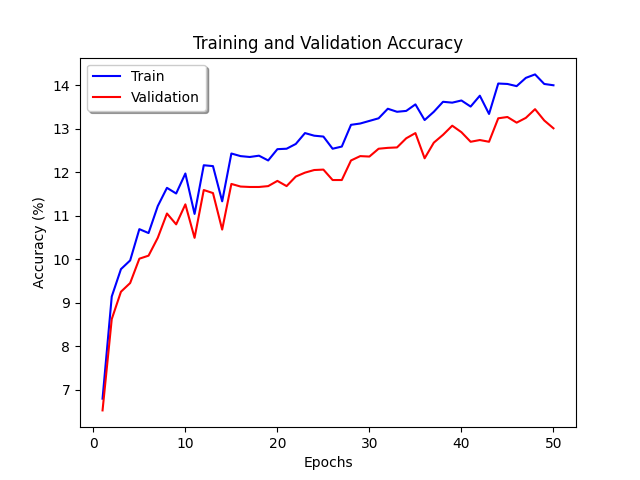 Training and Validation Accuracy
Train
Validation
14
13
12
11
10
9
8
7
Accuracy (%)
0
10
20
30
40
50
Epochs